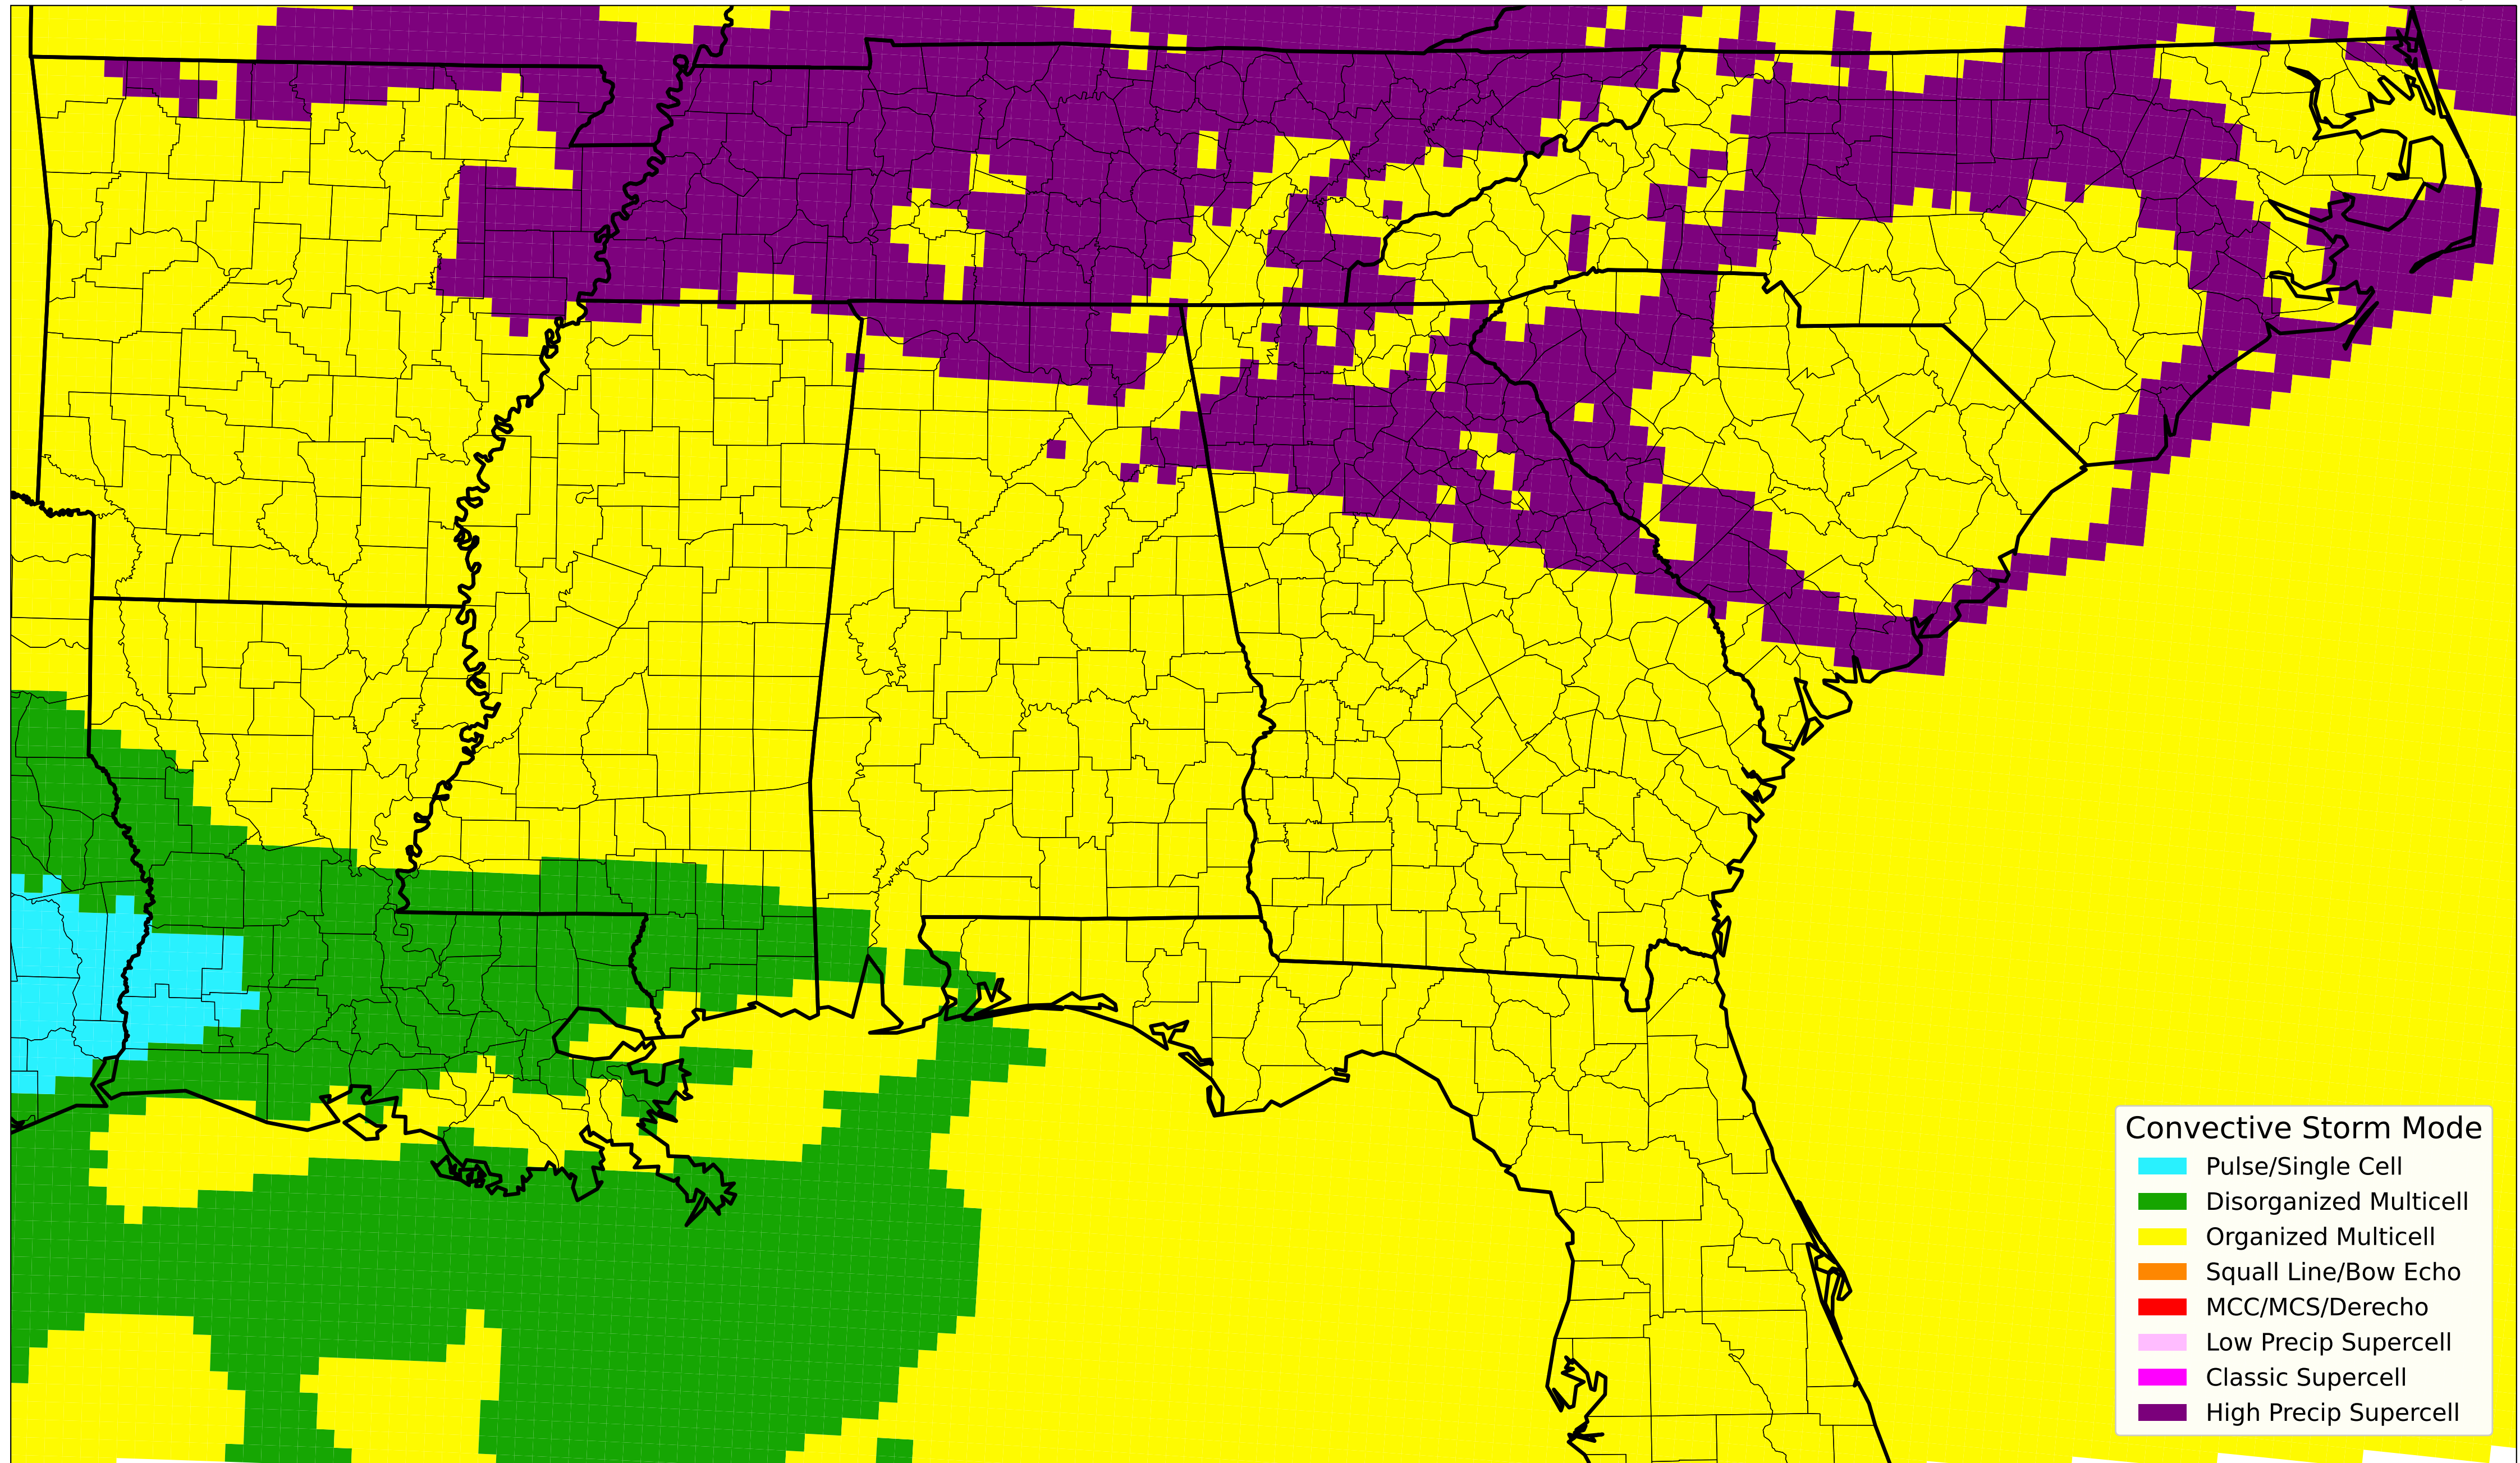 Convective Storm Mode
Pulse/Single Cell
Disorganized Multicell
Organized Multicell
Squall Line/Bow Echo
MCC/MCS/Derecho
Low Precip Supercell
Classic Supercell
High Precip Supercell